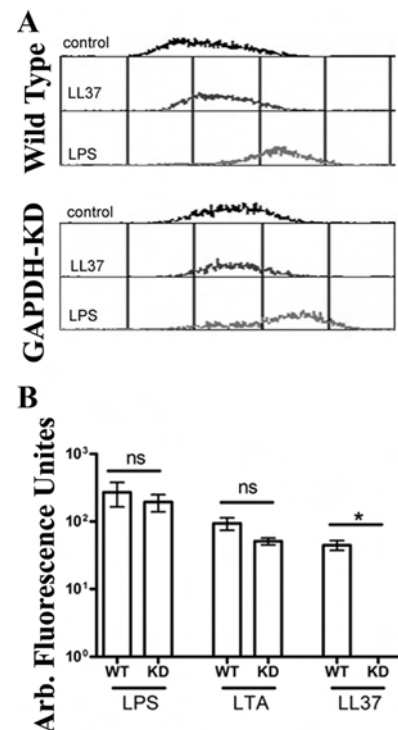 A
Wild Type
control
LL37
LPS
GAPDH-KD
control
LL37
LPS
B
Arb. Fluorescence Unites
10³
10²
10¹
10⁰
ns
ns
*
WT KD WT KD WT KD
LPS LTA LL37